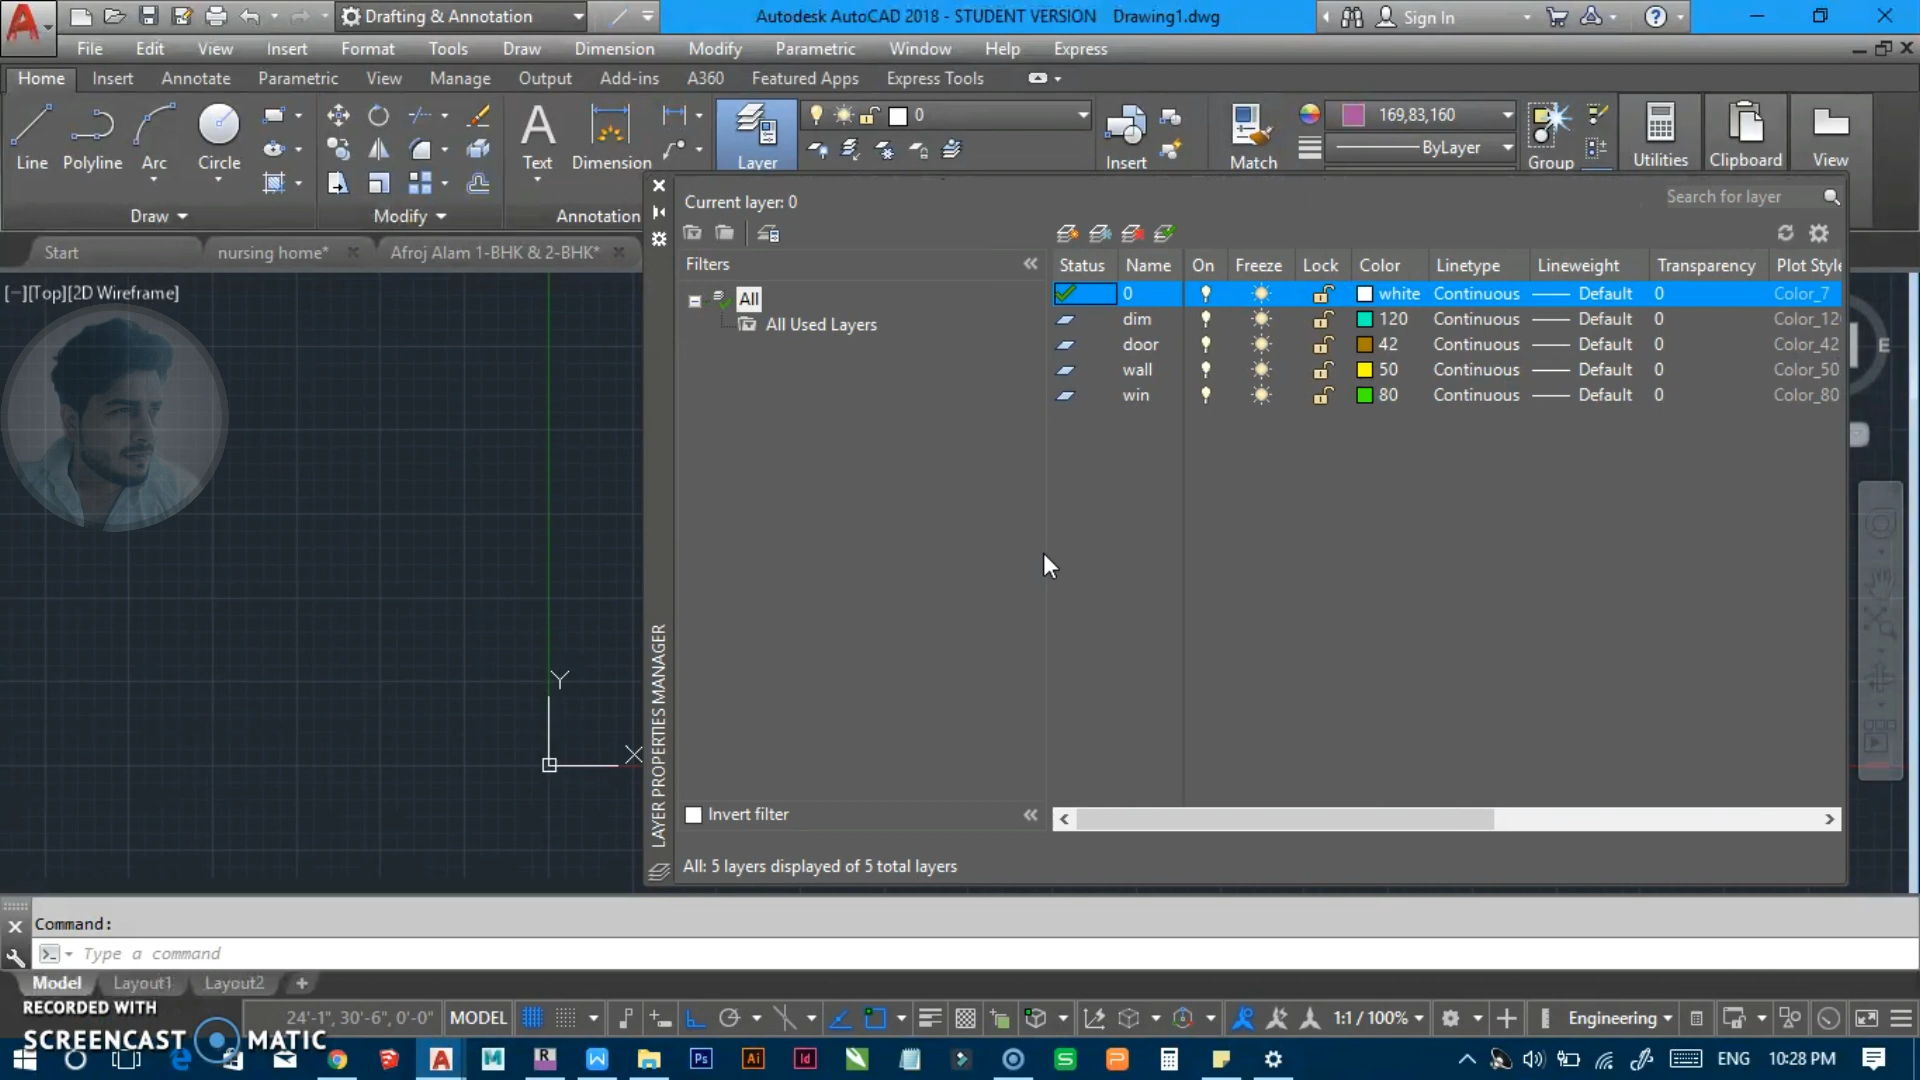 Drafting & Annotation
Autodesk AutoCAD 2018 - STUDENT VERSION Drawing1.dwg
Sign In
File Edit View Insert Format Tools Draw Dimension Modify Parametric Window Help Express
Home Insert Annotate Parametric View Manage Output Add-ins A360 Featured Apps Express Tools
0
169,83,160
ByLayer
Line Polyline Arc Circle Text Dimension Layer Insert Match Group Utilities Clipboard View
Draw Modify Annotation
Start nursing home* Afroj Alam 1-BHK & 2-BHK*
Current layer: 0
Search for layer
Filters
Status Name On Freeze Lock Color Linetype Lineweight Transparency Plot Style
[−][Top][2D Wireframe]
All
All Used Layers
0 white Continuous Default 0 Color_7
dim 120 Continuous Default 0 Color_12
door 42 Continuous Default 0 Color_42
wall 50 Continuous Default 0 Color_50
win 80 Continuous Default 0 Color_80
E
Y
X
LAYER PROPERTIES MANAGER
Invert filter
All: 5 layers displayed of 5 total layers
Command:
Type a command
Model Layout1 Layout2 +
RECORDED WITH
SCREENCAST MATIC
24'-1", 30'-6", 0'-0" MODEL 1:1 / 100% Engineering
Ps Ai Id
ENG 10:28 PM